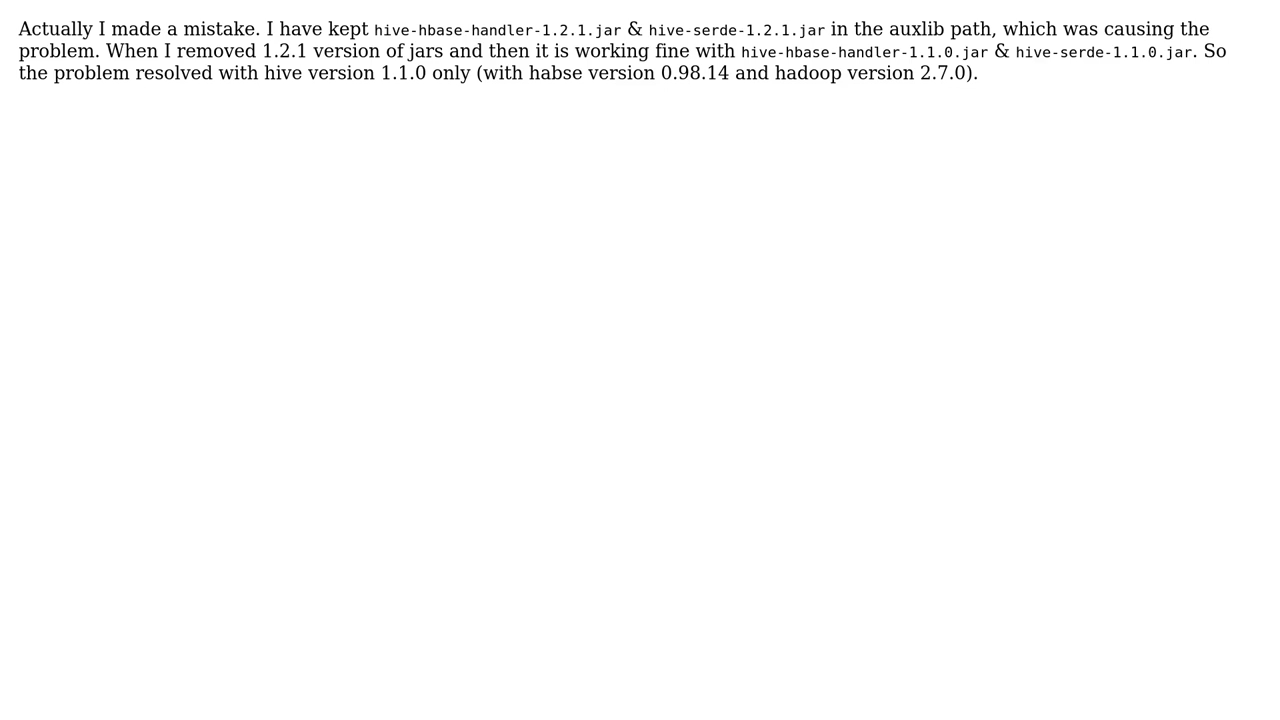 Actually I made a mistake. I have kept hive-hbase-handler-1.2.1.jar & hive-serde-1.2.1.jar in the auxlib path, which was causing the
problem. When I removed 1.2.1 version of jars and then it is working fine with hive-hbase-handler-1.1.0.jar & hive-serde-1.1.0.jar. So
the problem resolved with hive version 1.1.0 only (with habse version 0.98.14 and hadoop version 2.7.0).